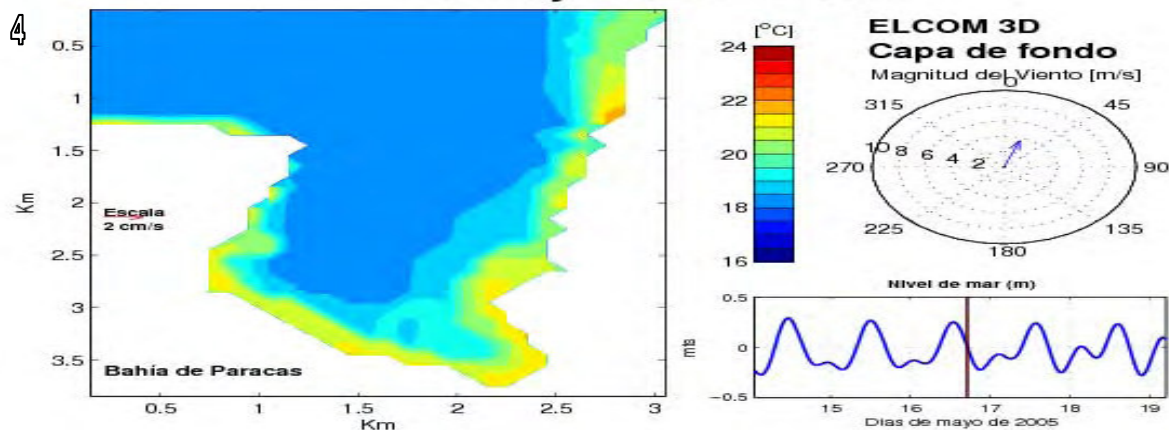 4
0.5
1
1.5
2
2.5
3
3.5
Km
Escala
2 cm/s
Bahía de Paracas
0.5 1 1.5 2 2.5 3
Km
[°C]
24
22
20
18
16
ELCOM 3D
Capa de fondo
Magnitud del Viento [m/s]
0
315 45
10 8 6 4 2
270 90
225 135
180
Nivel de mar (m)
0.5
0
-0.5
mts
15 16 17 18 19
Días de mayo de 2005